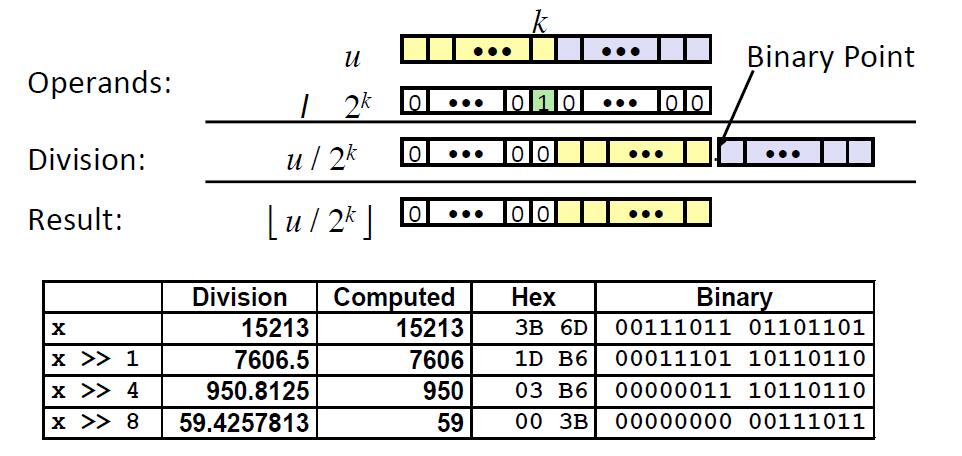 k
u ••• •••
Binary Point
Operands:
/ 2^k 0 ••• 0 1 0 ••• 0 0
Division: u / 2^k 0 ••• 0 0 ••• . •••
Result: ⌊ u / 2^k ⌋ 0 ••• 0 0 •••
Division Computed Hex Binary
x 15213 15213 3B 6D 00111011 01101101
x >> 1 7606.5 7606 1D B6 00011101 10110110
x >> 4 950.8125 950 03 B6 00000011 10110110
x >> 8 59.4257813 59 00 3B 00000000 00111011